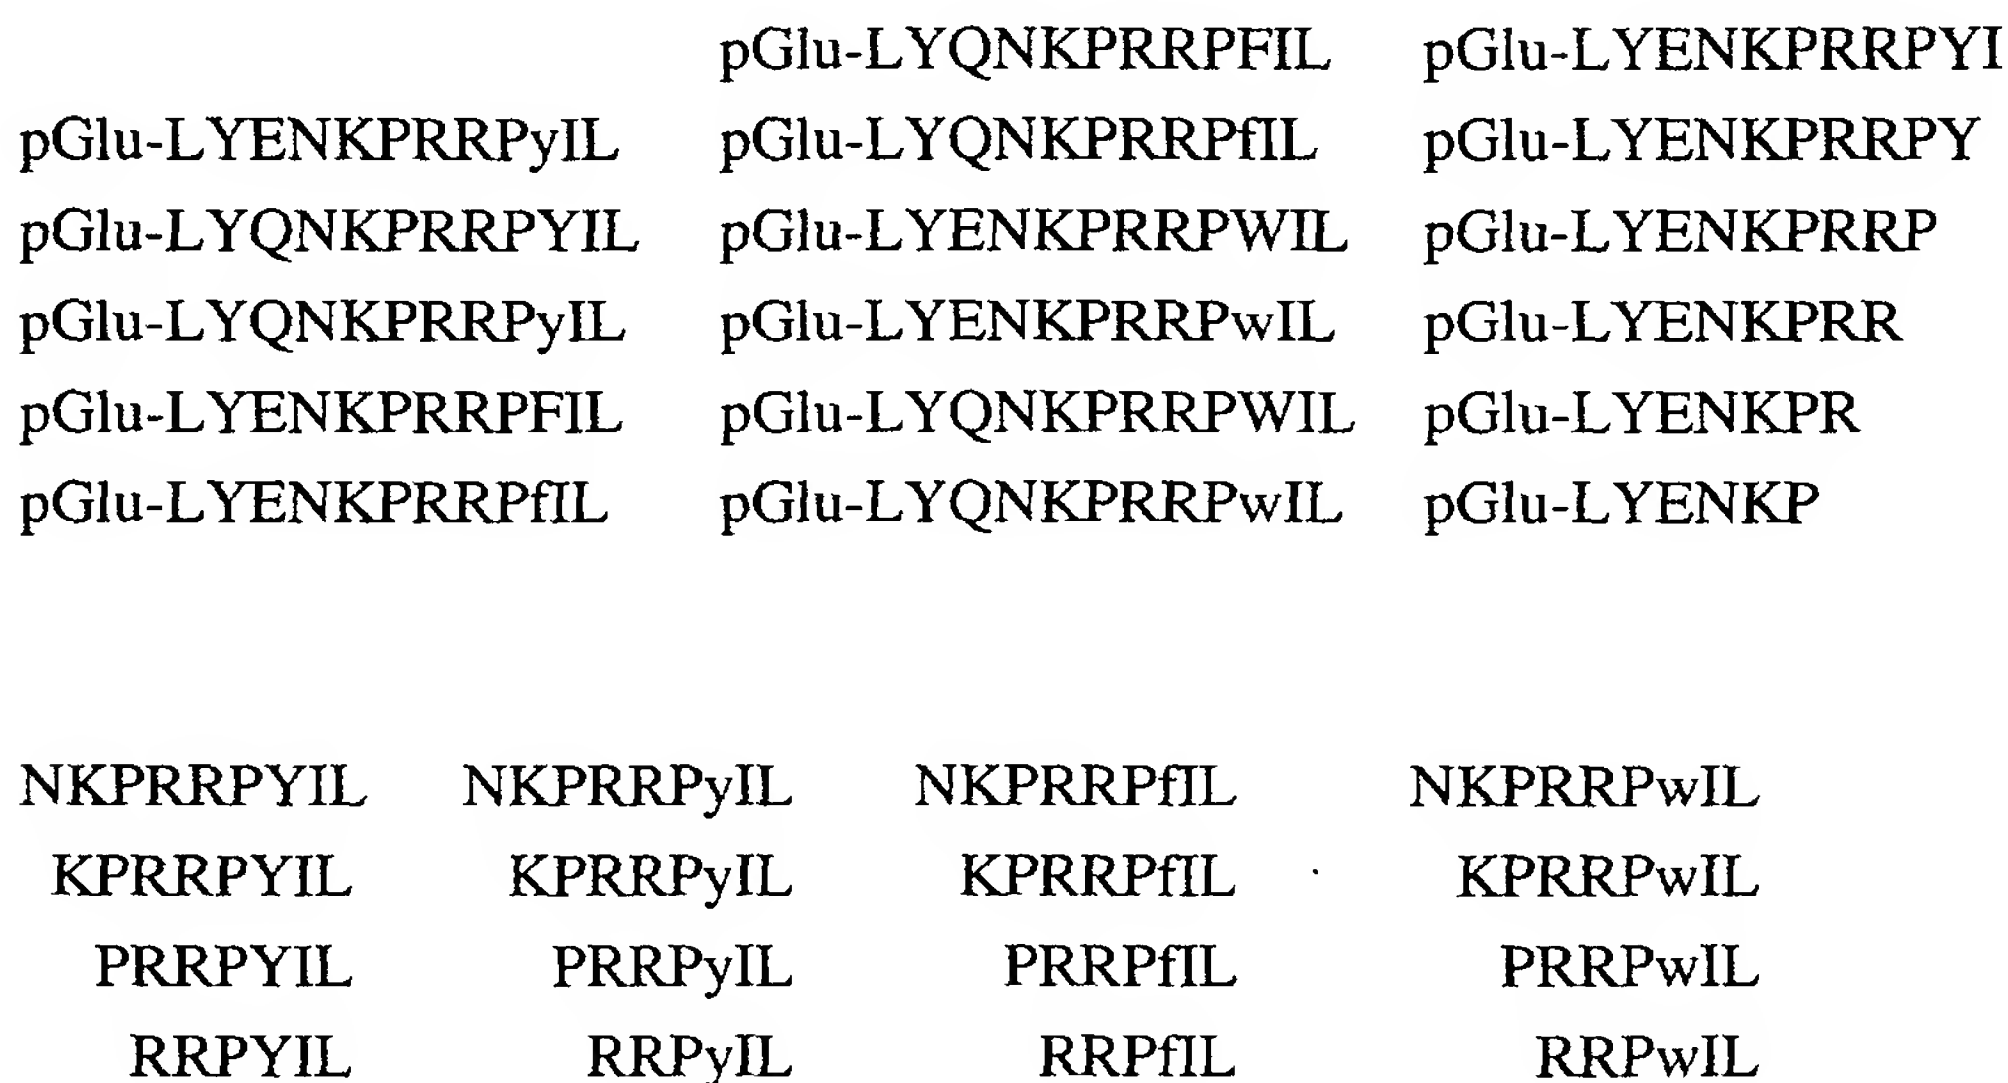 pGlu-LYQNKPRRPFIL pGlu-LYENKPRRPYI
pGlu-LYENKPRRPyIL pGlu-LYQNKPRRPfIL pGlu-LYENKPRRPY
pGlu-LYQNKPRRPYIL pGlu-LYENKPRRPWIL pGlu-LYENKPRRP
pGlu-LYQNKPRRPyIL pGlu-LYENKPRRPwIL pGlu-LYENKPRR
pGlu-LYENKPRRPFIL pGlu-LYQNKPRRPWIL pGlu-LYENKPR
pGlu-LYENKPRRPfIL pGlu-LYQNKPRRPwIL pGlu-LYENKP
NKPRRPYIL NKPRRPyIL NKPRRPfIL NKPRRPwIL
KPRRPYIL KPRRPyIL KPRRPfIL KPRRPwIL
PRRPYIL PRRPyIL PRRPfIL PRRPwIL
RRPYIL RRPyIL RRPfIL RRPwIL